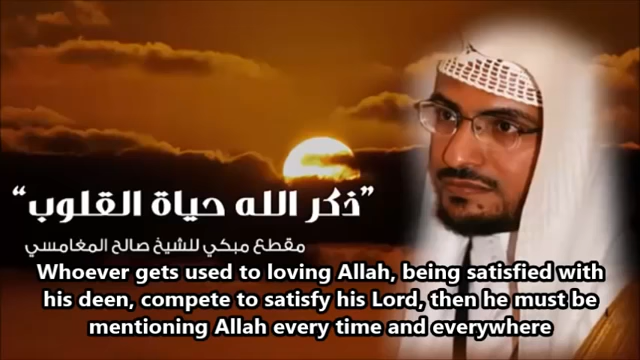 ”ذكر الله حياة القلوب“
مقطع مبكي للشيخ صالح المغامسي
Whoever gets used to loving Allah, being satisfied with
his deen, compete to satisfy his Lord, then he must be
mentioning Allah every time and everywhere